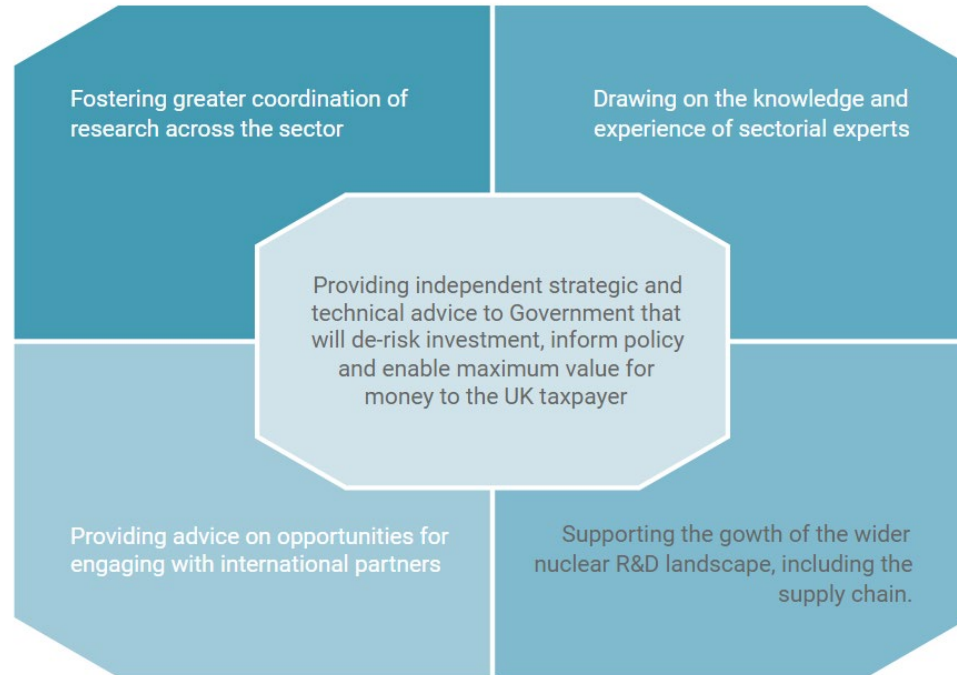 Fostering greater coordination of
research across the sector
Drawing on the knowledge and
experience of sectorial experts
Providing independent strategic and
technical advice to Government that
will de-risk investment, inform policy
and enable maximum value for
money to the UK taxpayer
Providing advice on opportunities for
engaging with international partners
Supporting the growth of the wider
nuclear R&D landscape, including the
supply chain.